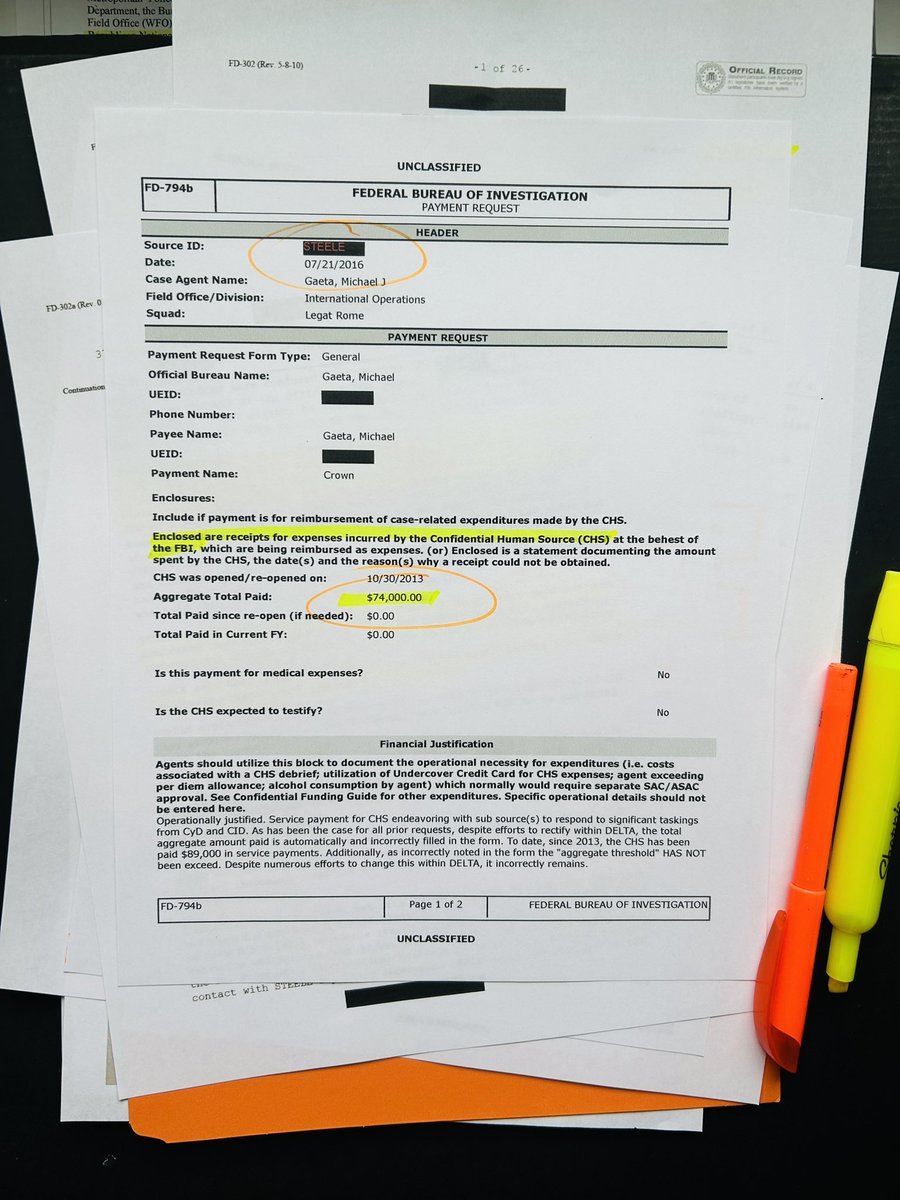 Department, the Bu
Field Office (WFO)
FD-302 (Rev. 5-8-10)
-1 of 26-
OFFICIAL RECORD
UNCLASSIFIED
FD-794b
FEDERAL BUREAU OF INVESTIGATION
PAYMENT REQUEST
HEADER
Source ID: STEELE
Date: 07/21/2016
Case Agent Name: Gaeta, Michael J
Field Office/Division: International Operations
Squad: Legat Rome
FD-302a (Rev. 0
PAYMENT REQUEST
Payment Request Form Type: General
Official Bureau Name: Gaeta, Michael
Continuation
UEID:
Phone Number:
Payee Name: Gaeta, Michael
UEID:
Payment Name: Crown
Enclosures:
Include if payment is for reimbursement of case-related expenditures made by the CHS.
Enclosed are receipts for expenses incurred by the Confidential Human Source (CHS) at the behest of
the FBI, which are being reimbursed as expenses. (or) Enclosed is a statement documenting the amount
spent by the CHS, the date(s) and the reason(s) why a receipt could not be obtained.
CHS was opened/re-opened on: 10/30/2013
Aggregate Total Paid: $74,000.00
Total Paid since re-open (if needed): $0.00
Total Paid in Current FY: $0.00
Is this payment for medical expenses? No
Is the CHS expected to testify? No
Financial Justification
Agents should utilize this block to document the operational necessity for expenditures (i.e. costs
associated with a CHS debrief; utilization of Undercover Credit Card for CHS expenses; agent exceeding
per diem allowance; alcohol consumption by agent) which normally would require separate SAC/ASAC
approval. See Confidential Funding Guide for other expenditures. Specific operational details should not
be entered here.
Operationally justified. Service payment for CHS endeavoring with sub source(s) to respond to significant taskings
from CyD and CID. As has been the case for all prior requests, despite efforts to rectify within DELTA, the total
aggregate amount paid is automatically and incorrectly filled in the form. To date, since 2013, the CHS has been
paid $89,000 in service payments. Additionally, as incorrectly noted in the form the "aggregate threshold" HAS NOT
been exceed. Despite numerous efforts to change this within DELTA, it incorrectly remains.
FD-794b
Page 1 of 2
FEDERAL BUREAU OF INVESTIGATION
UNCLASSIFIED
contact with STEELE
Sharpie